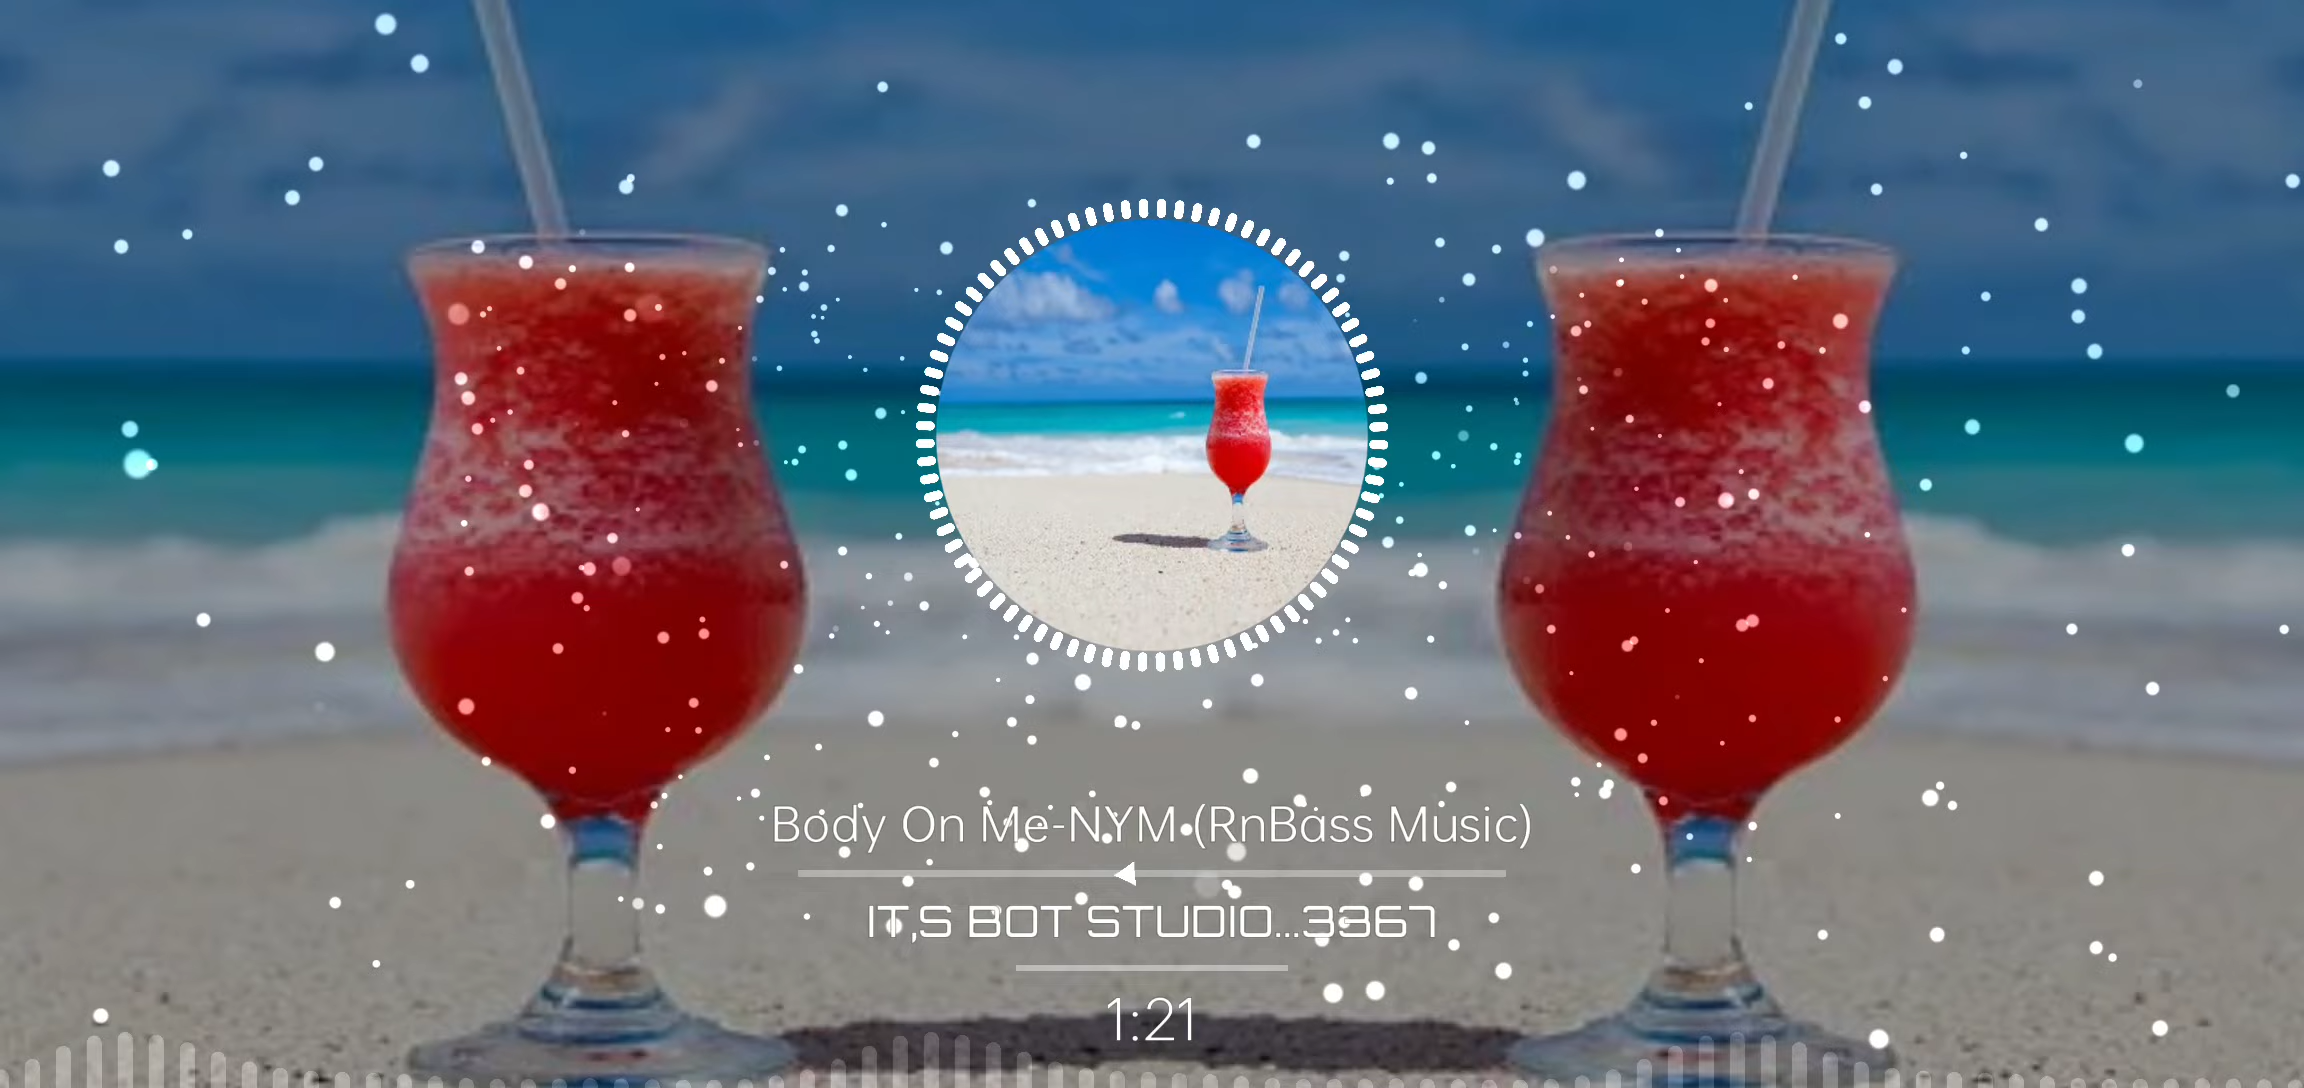 Body On Me-NYM (RnBass Music)
IT,S BOT STUDIO...3367
1:21